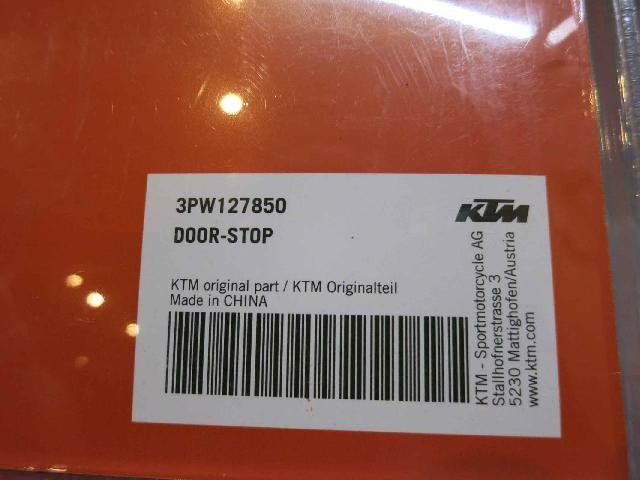 3PW127850
DOOR-STOP
KTM
KTM original part / KTM Originalteil
Made in CHINA
KTM - Sportmotorcycle AG
Stallhofnerstrasse 3
5230 Mattighofen/Austria
www.ktm.com